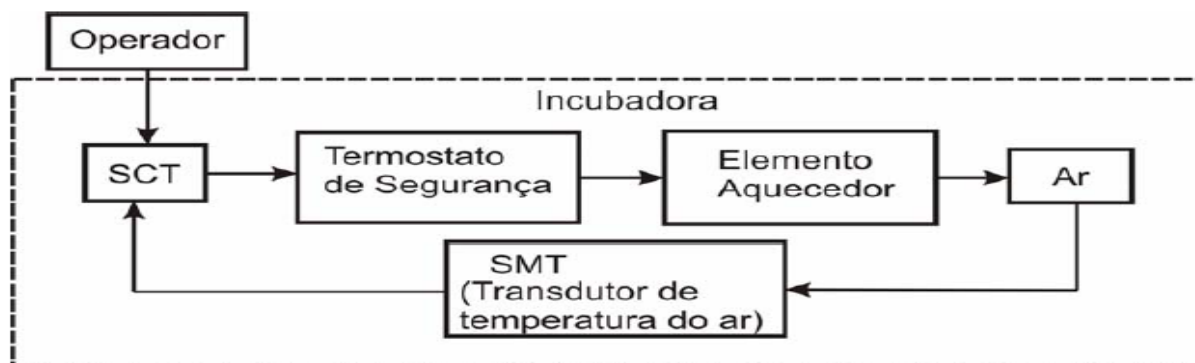 Operador
Incubadora
SCT
Termostato
de Segurança
Elemento
Aquecedor
Ar
SMT
(Transdutor de
temperatura do ar)